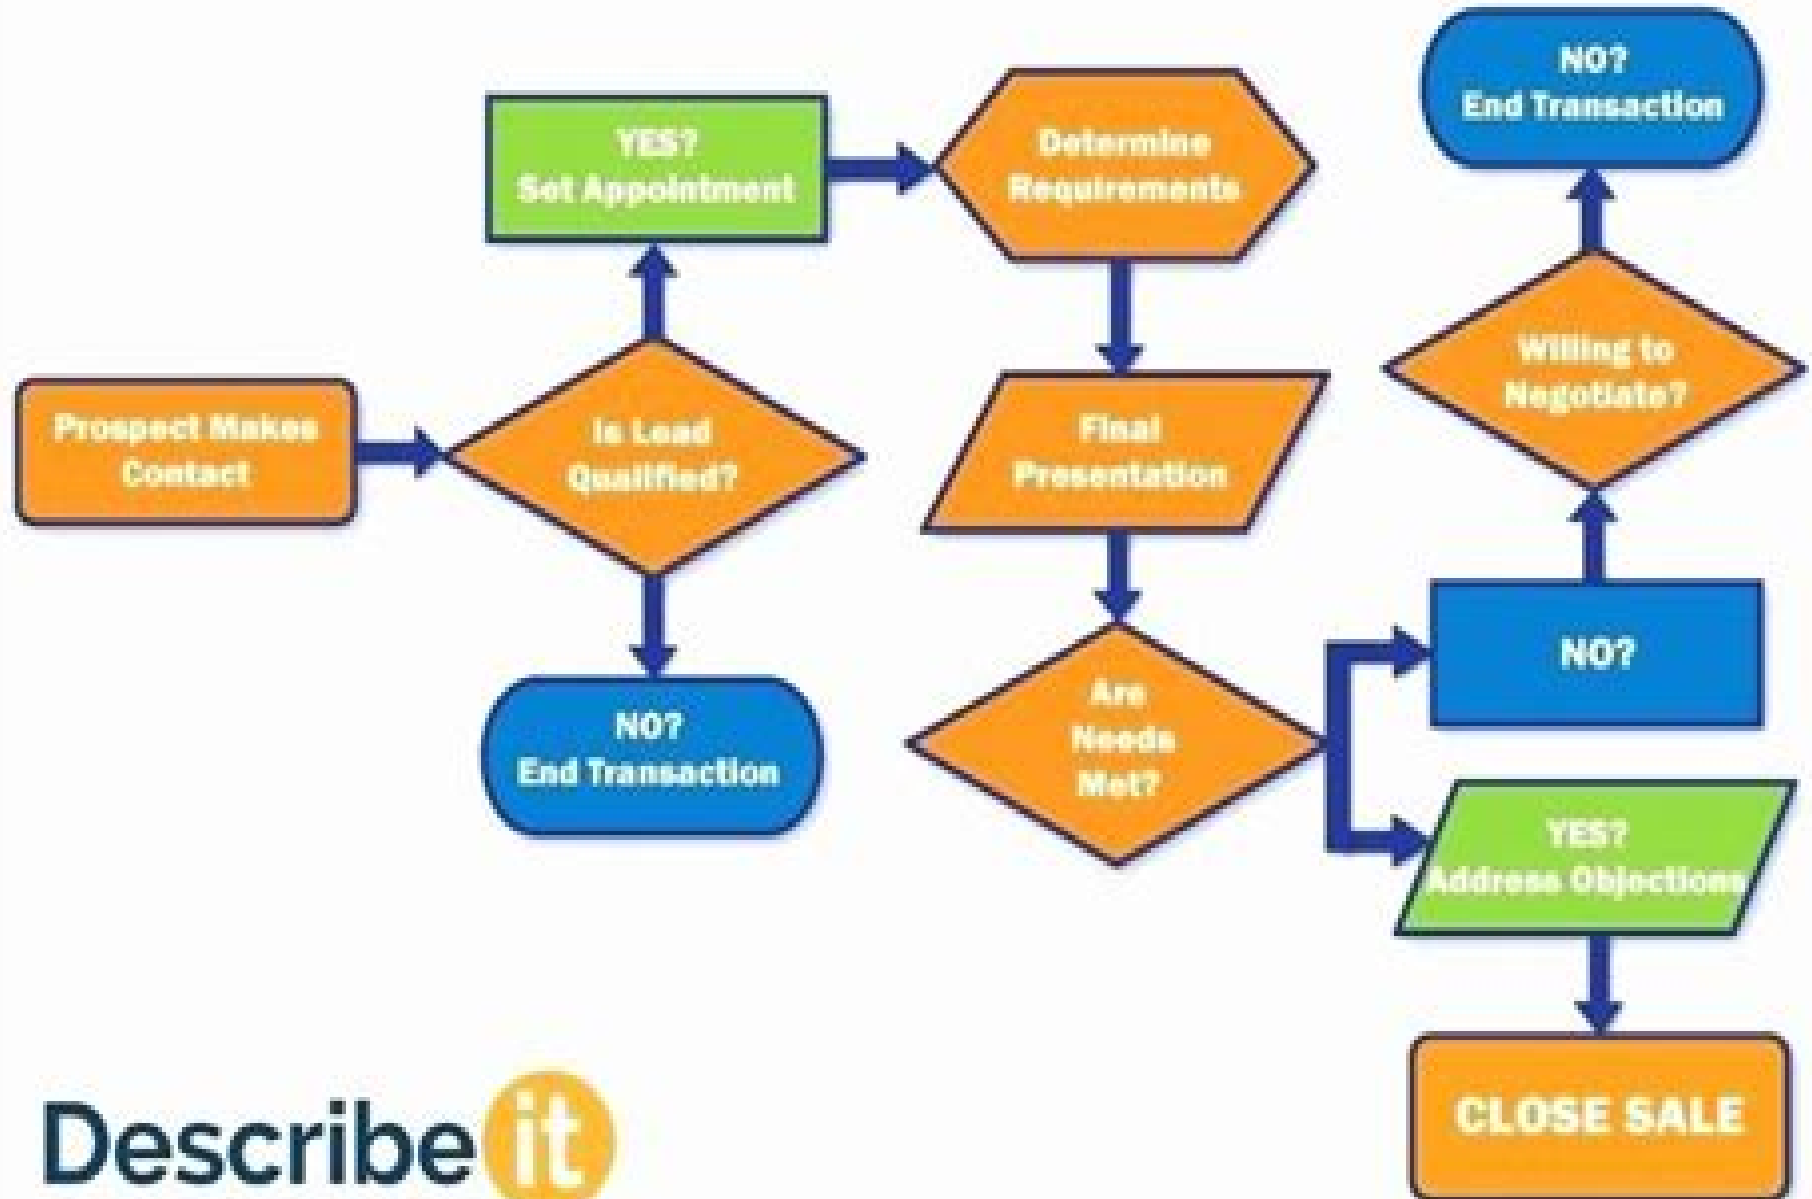 Prospect Makes
Contact
Is Lead
Qualified?
YES?
Set Appointment
NO?
End Transaction
Determine
Requirements
Final
Presentation
Are
Needs
Met?
NO?
Willing to
Negotiate?
NO?
End Transaction
YES?
Address Objections
CLOSE SALE
Describe it